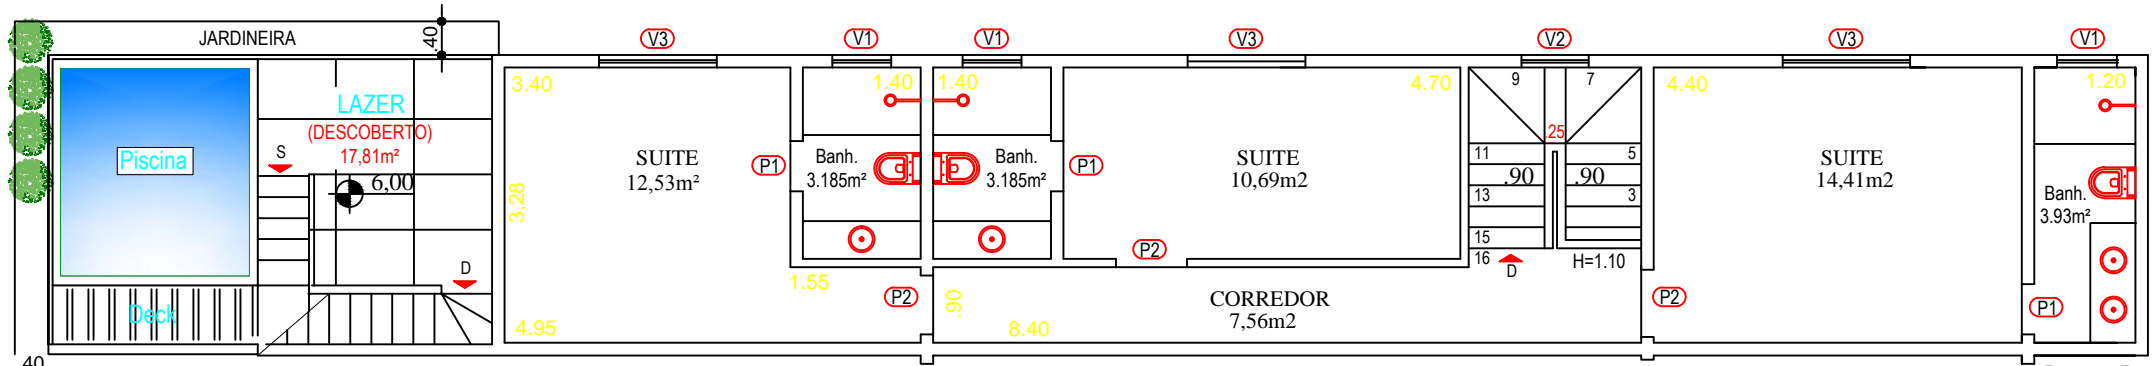 JARDINEIRA
.40
V3
V1
V1
V3
V2
V3
V1
3.40
1.40
1.40
4.70
9
7
4.40
1.20
LAZER
(DESCOBERTO)
17,81m²
Piscina
S
6,00
3,28
SUITE
12,53m²
P1
Banh.
3.185m²
Banh.
3.185m²
P1
SUITE
10,69m2
.25
11
5
.90
.90
13
3
15
16
D
H=1.10
SUITE
14,41m2
Banh.
3.93m²
D
Deck
4.95
1.55
P2
.90
P2
8.40
CORREDOR
7,56m2
P2
P1
40